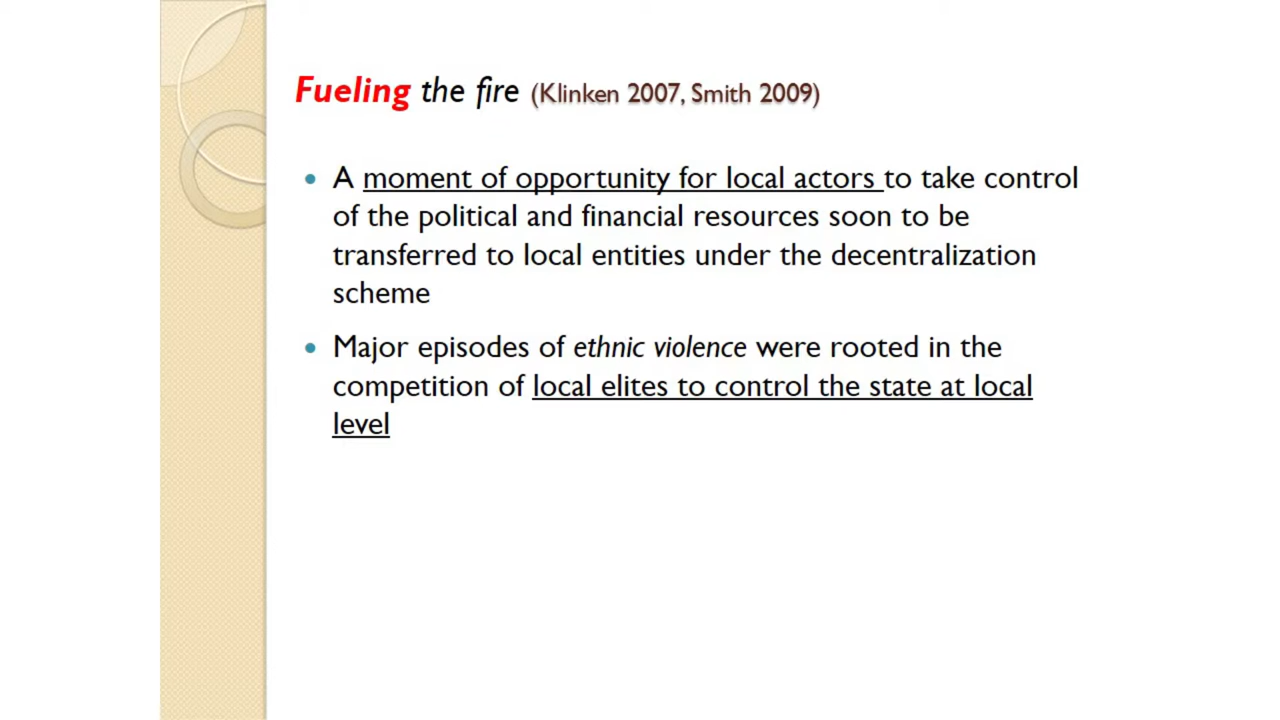 Fueling the fire (Klinken 2007, Smith 2009)
• A moment of opportunity for local actors to take control
of the political and financial resources soon to be
transferred to local entities under the decentralization
scheme
• Major episodes of ethnic violence were rooted in the
competition of local elites to control the state at local
level